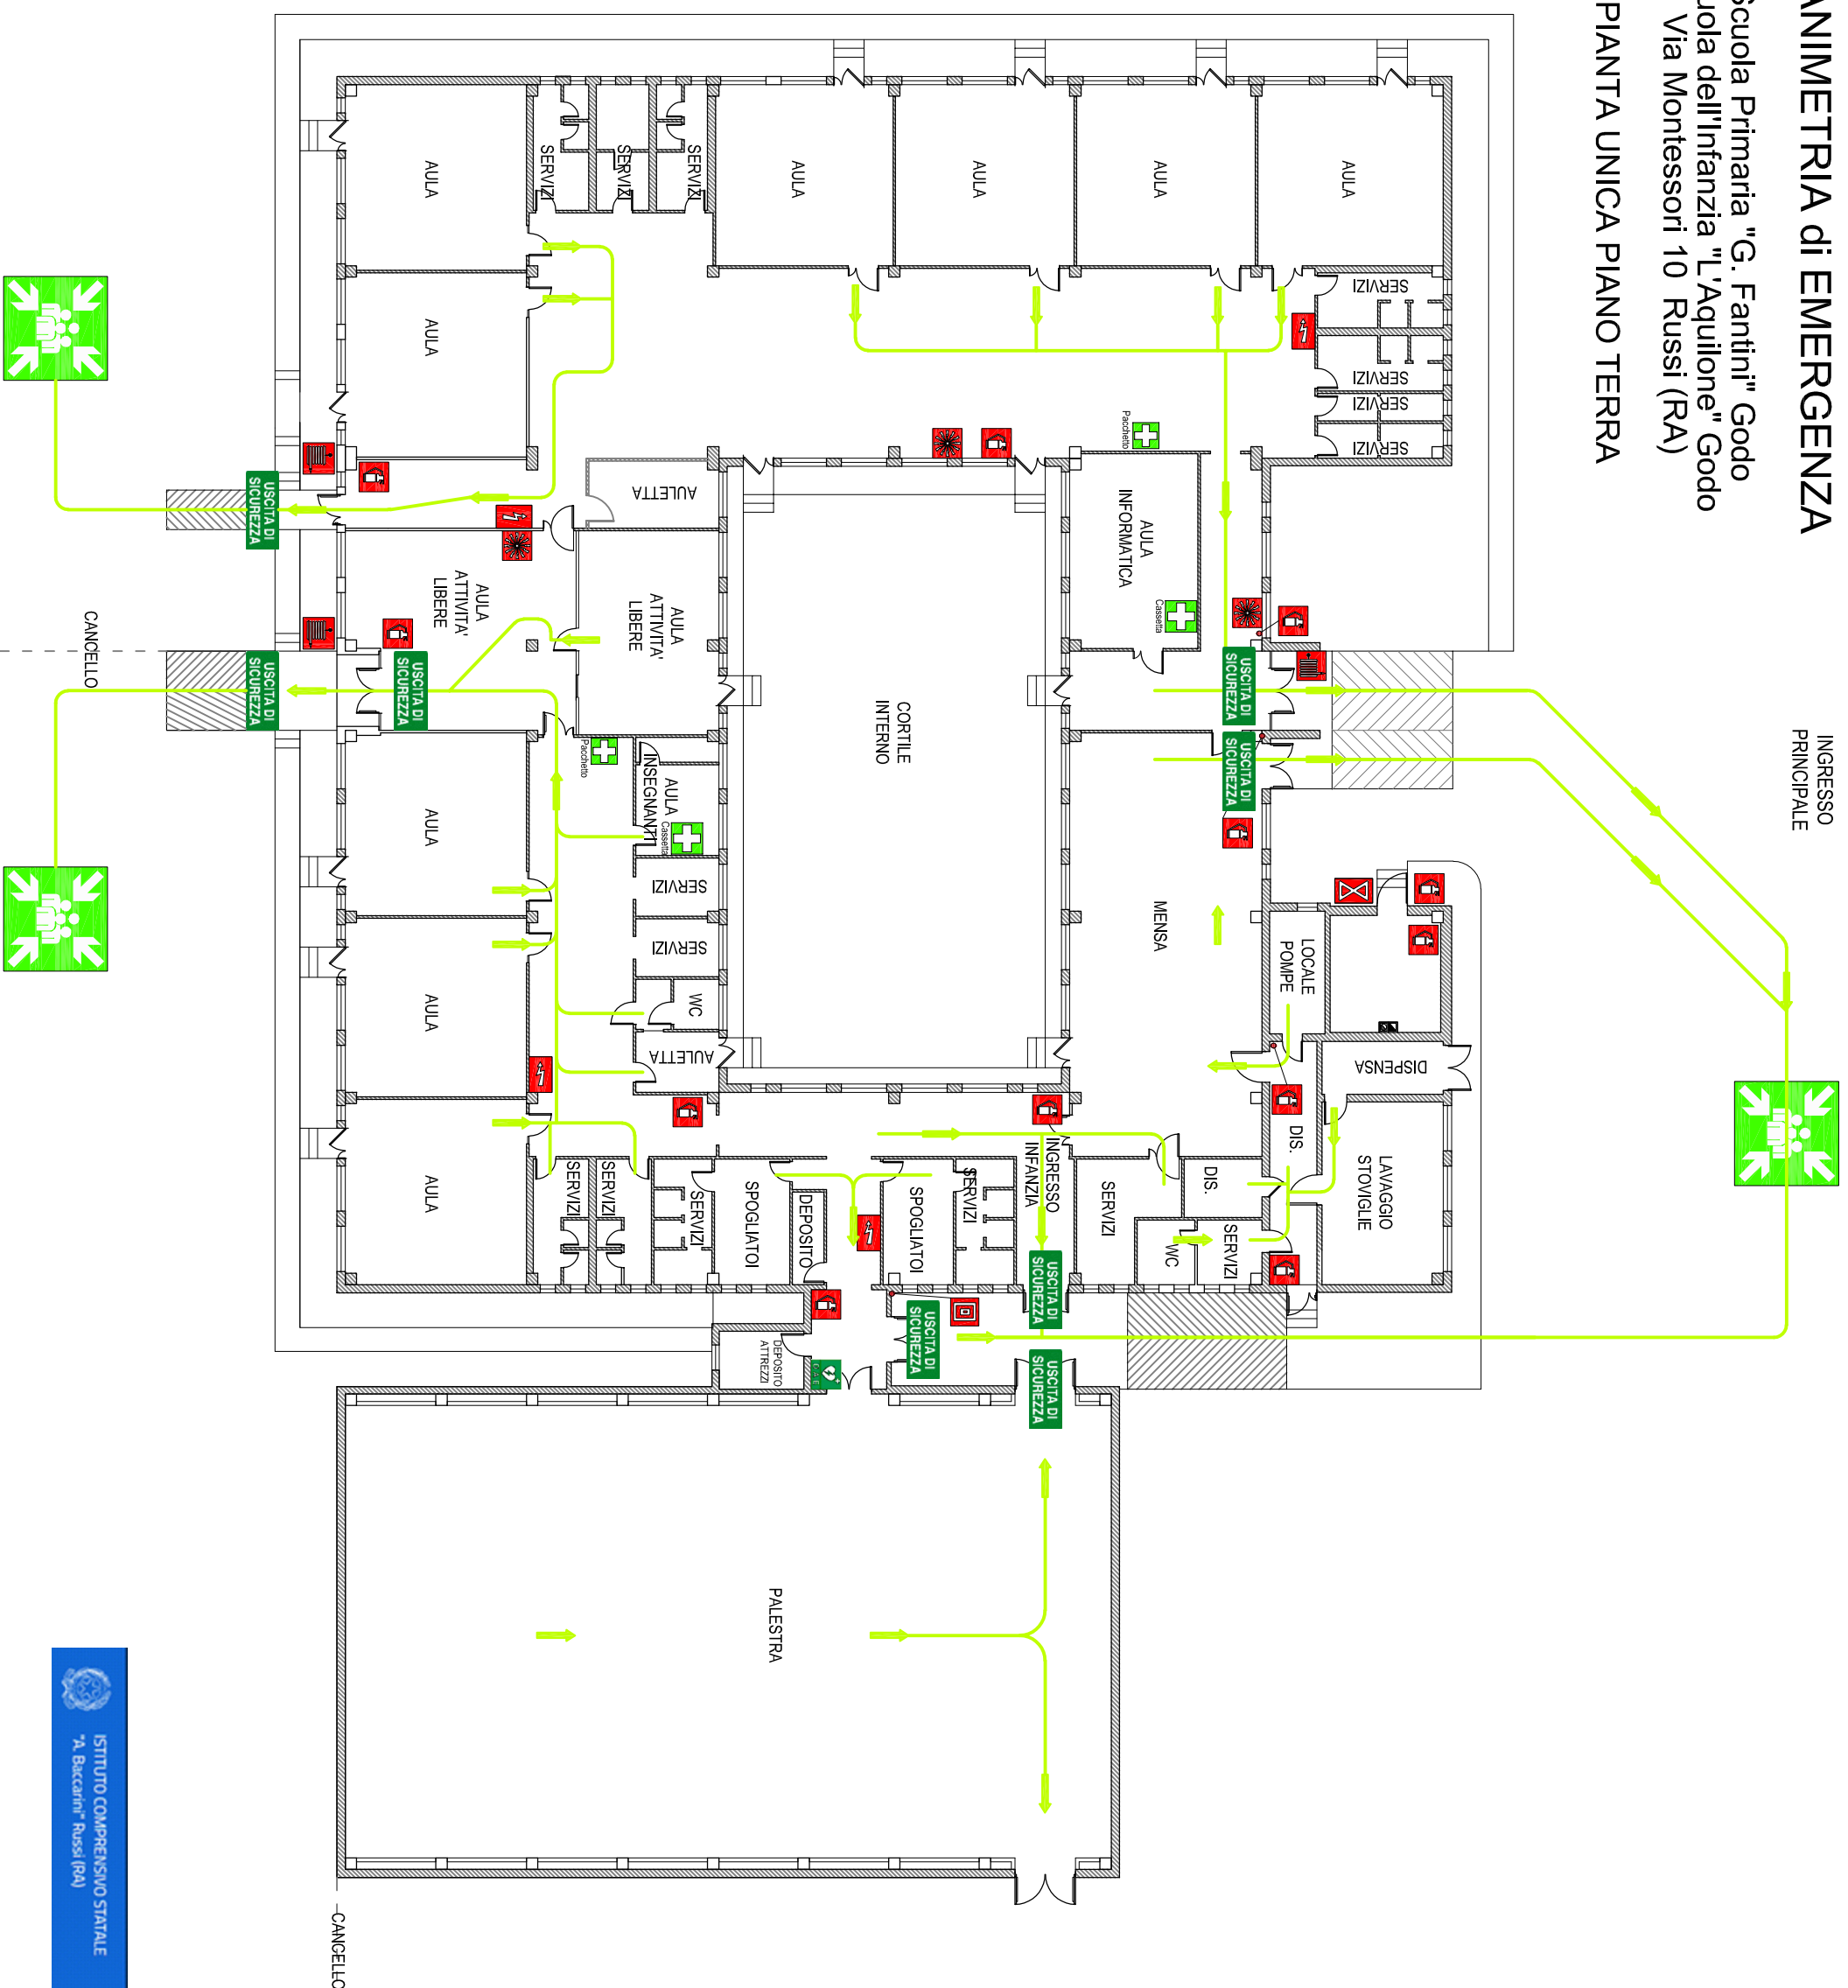 ANIMETRIA di EMERGENZA
Scuola Primaria "G. Fantini" Godo
uola dell'Infanzia "L'Aquilone" Godo
Via Montessori 10 Russi (RA)
PIANTA UNICA PIANO TERRA
INGRESSO
PRINCIPALE
AULA
AULA
AULA
AULA
SERVIZI
SERVIZI
SERVIZI
SERVIZI
SERVIZI
SERVIZI
SERVIZI
AULA
AULA
Pacchetto
AULA
INFORMATICA
Cassetta
AULETTA
AULA
ATTIVITA'
LIBERE
AULA
ATTIVITA'
LIBERE
USCITA DI
SICUREZZA
USCITA DI
SICUREZZA
USCITA DI
SICUREZZA
USCITA DI
SICUREZZA
USCITA DI
SICUREZZA
CANCELLO
CORTILE
INTERNO
MENSA
LOCALE
POMPE
DISPENSA
LAVAGGIO
STOVIGLIE
DIS.
DIS.
Pacchetto
AULA
INSEGNANTI
Cassetta
SERVIZI
SERVIZI
WC
AULETTA
AULA
AULA
AULA
SERVIZI
SERVIZI
SERVIZI
SPOGLIATOI
DEPOSITO
SPOGLIATOI
SERVIZI
INGRESSO
INFANZIA
SERVIZI
WC
SERVIZI
USCITA DI
SICUREZZA
USCITA DI
SICUREZZA
USCITA DI
SICUREZZA
DEPOSITO
ATTREZZI
PALESTRA
CANCELLO
ISTITUTO COMPRENSIVO STATALE
"A. Baccarini" Russi (RA)